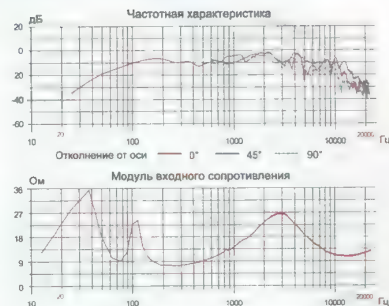 Частотная характеристика
дБ
20
0
-20
-40
-60
10 20 100 1000 10000 20000 Гц
Отколнение от оси 0° 45° 90°
Модуль входного сопротивления
Ом
36
27
18
9
0
10 20 100 1000 10000 20000 Гц